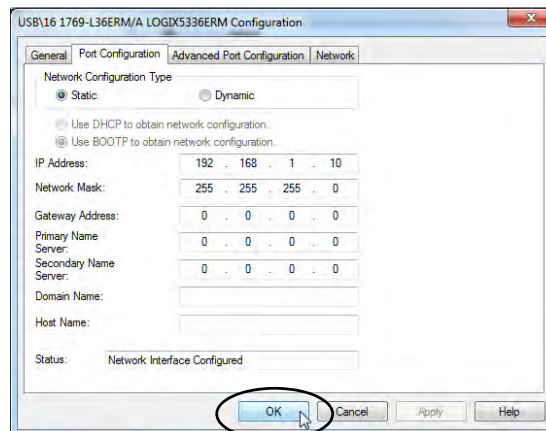 USB\16 1769-L36ERM/A LOGIX5336ERM Configuration
General Port Configuration Advanced Port Configuration Network
Network Configuration Type
Static Dynamic
Use DHCP to obtain network configuration.
Use BOOTP to obtain network configuration.
IP Address: 192 . 168 . 1 . 10
Network Mask: 255 . 255 . 255 . 0
Gateway Address: 0 . 0 . 0 . 0
Primary Name
Server: 0 . 0 . 0 . 0
Secondary Name
Server: 0 . 0 . 0 . 0
Domain Name:
Host Name:
Status: Network Interface Configured
OK Cancel Apply Help